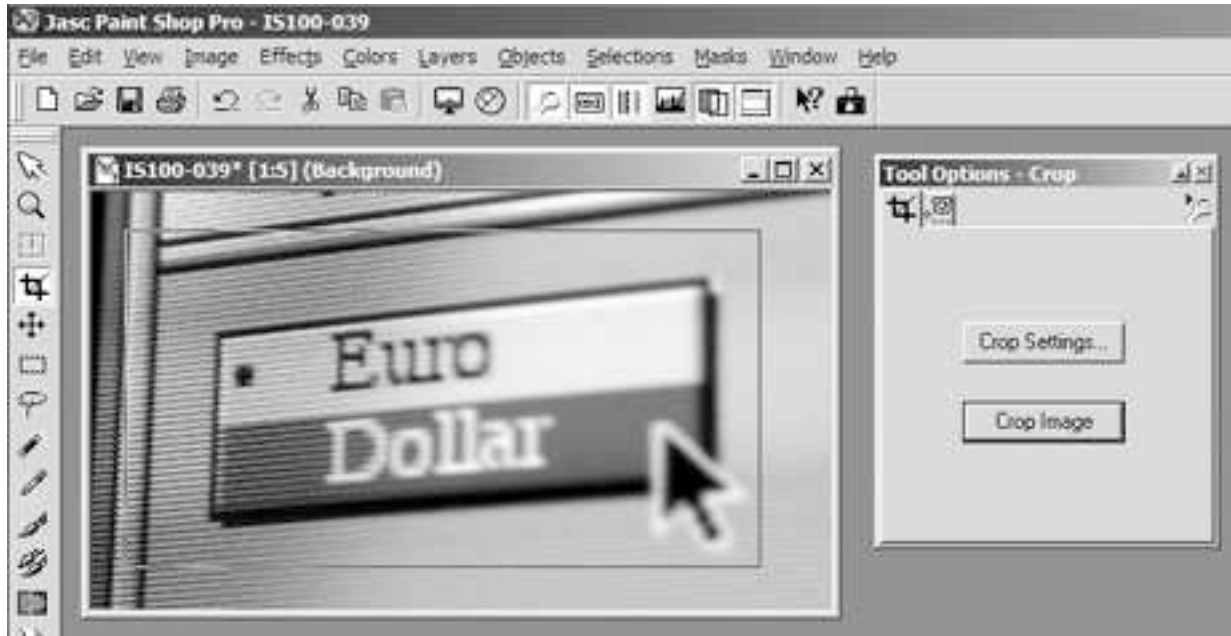 Jasc Paint Shop Pro - IS100-039
File Edit View Image Effects Colors Layers Objects Selections Masks Window Help
IS100-039* [1:5] (Background)
Tool Options - Crop
Euro
Dollar
Crop Settings...
Crop Image